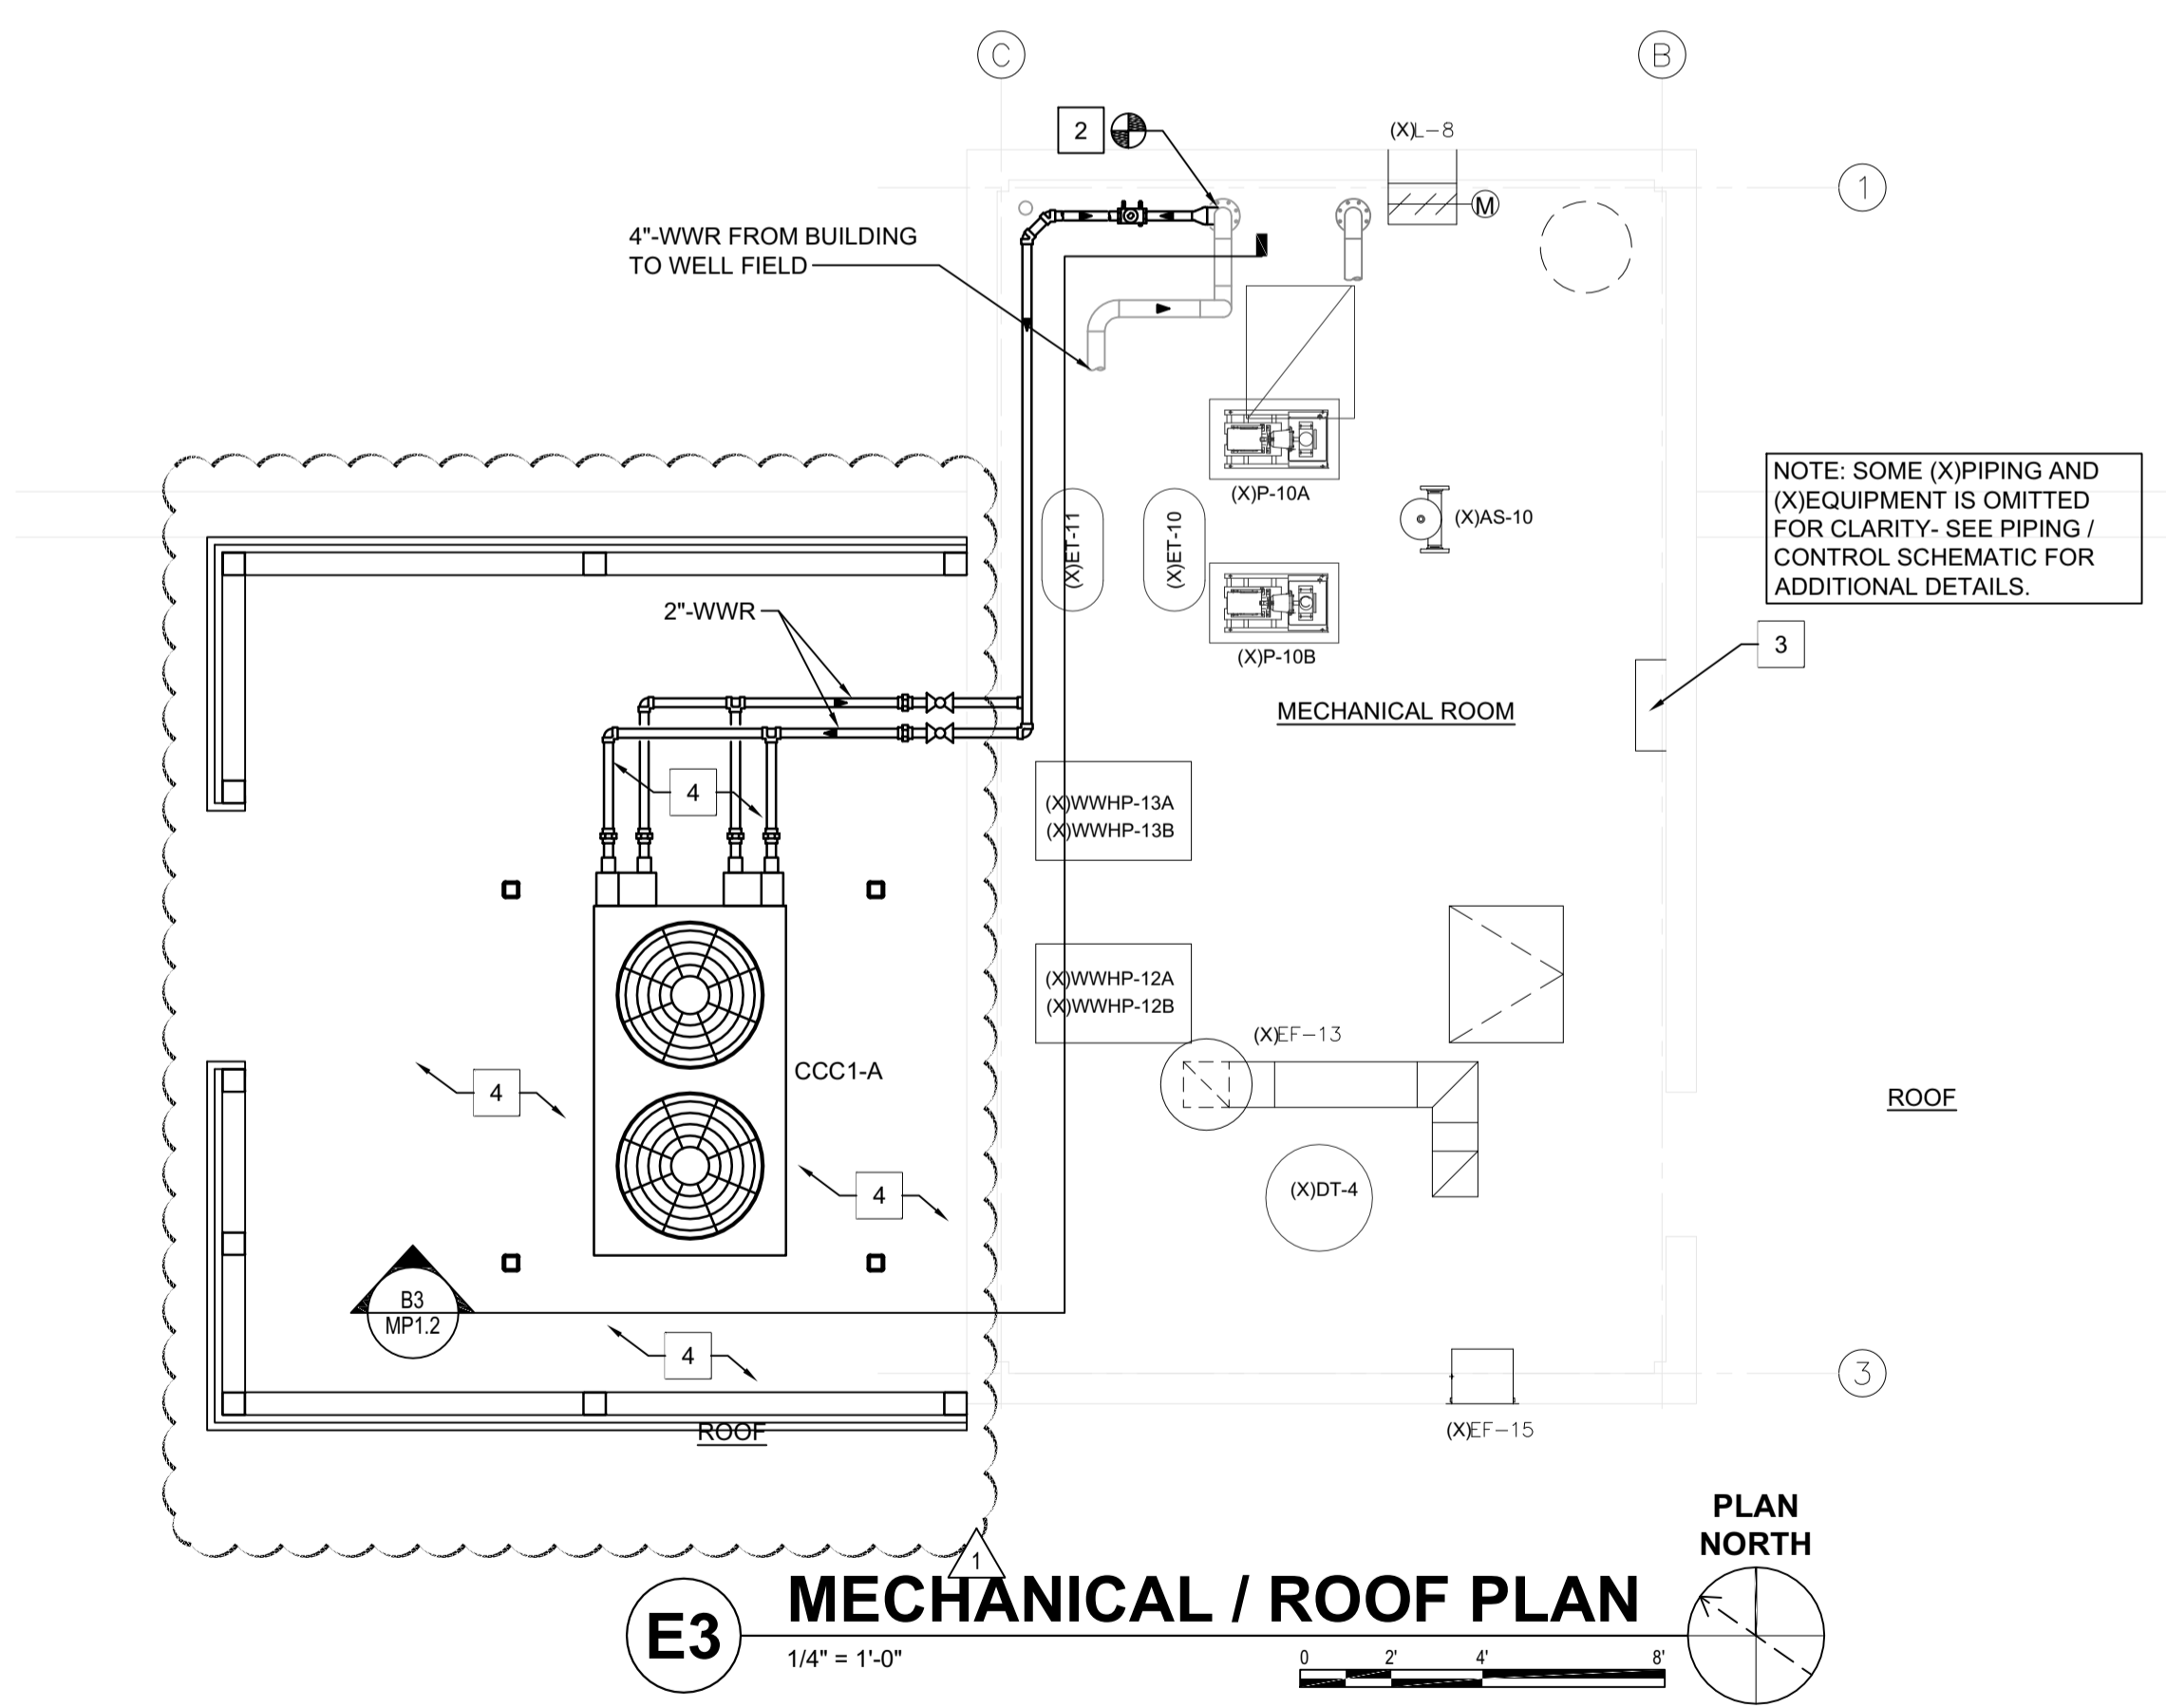 C
B
2
(X)L-8
M
1
4"-WWR FROM BUILDING
TO WELL FIELD
(X)P-10A
NOTE: SOME (X)PIPING AND
(X)EQUIPMENT IS OMITTED
FOR CLARITY- SEE PIPING /
CONTROL SCHEMATIC FOR
ADDITIONAL DETAILS.
(X)ET-11
(X)ET-10
(X)AS-10
2"-WWR
(X)P-10B
3
MECHANICAL ROOM
4
(X)WWHP-13A
(X)WWHP-13B
(X)WWHP-12A
(X)WWHP-12B
(X)EF-13
CCC1-A
4
ROOF
4
(X)DT-4
B3
MP1.2
4
3
ROOF
(X)EF-15
PLAN
NORTH
1
E3
MECHANICAL / ROOF PLAN
1/4" = 1'-0"
0 2' 4' 8'